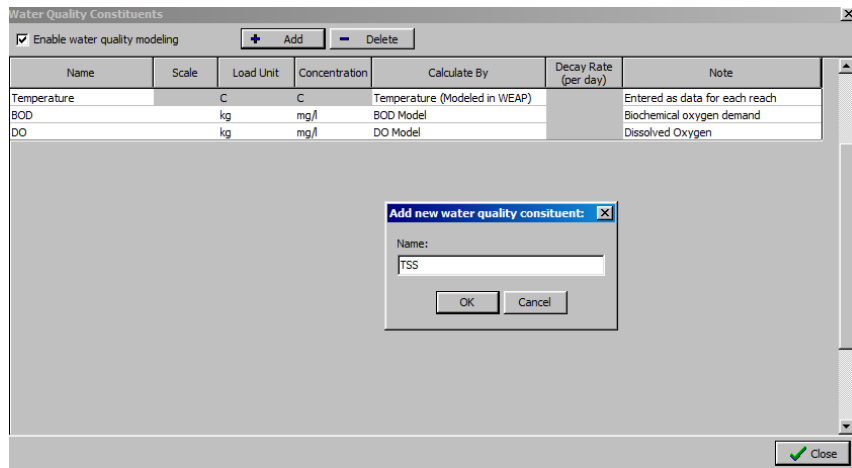 Water Quality Constituents
Enable water quality modeling
Add
Delete
Name Scale Load Unit Concentration Calculate By Decay Rate (per day) Note
Temperature C C Temperature (Modeled in WEAP) Entered as data for each reach
BOD kg mg/l BOD Model Biochemical oxygen demand
DO kg mg/l DO Model Dissolved Oxygen
Add new water quality consituent:
Name:
TSS
OK Cancel
Close